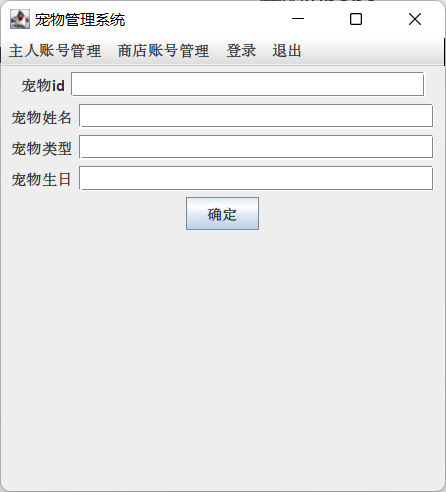 宠物管理系统
主人账号管理 商店账号管理 登录 退出
宠物id
宠物姓名
宠物类型
宠物生日
确定